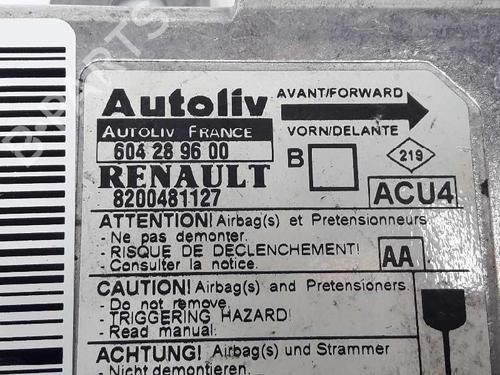 Autoliv
AUTOLIV FRANCE
604 28 96 00
RENAULT
8200481127
AVANT/FORWARD
VORN/DELANTE
B
219
ACU4
ATTENTION! Airbag(s) et Pretensionneurs
- Ne pas demonter.
- RISQUE DE DECLENCHEMENT!
- Consulter la notice.
AA
CAUTION! Airbag(s) and Pretensioners
- Do not remove.
- TRIGGERING HAZARD!
- Read manual.
ACHTUNG! Airbag(s) und Strammer
- Nicht demontieren.